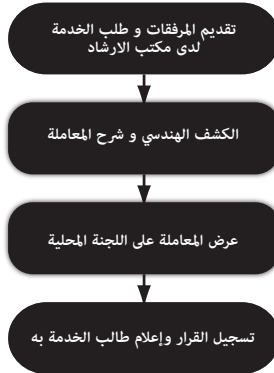 تقديم المرفقات و طلب الخدمة
لدى مكتب الارشاد
الكشف الهندسي و شرح المعاملة
عرض المعاملة على اللجنة المحلية
تسجيل القرار وإعلام طالب الخدمة به